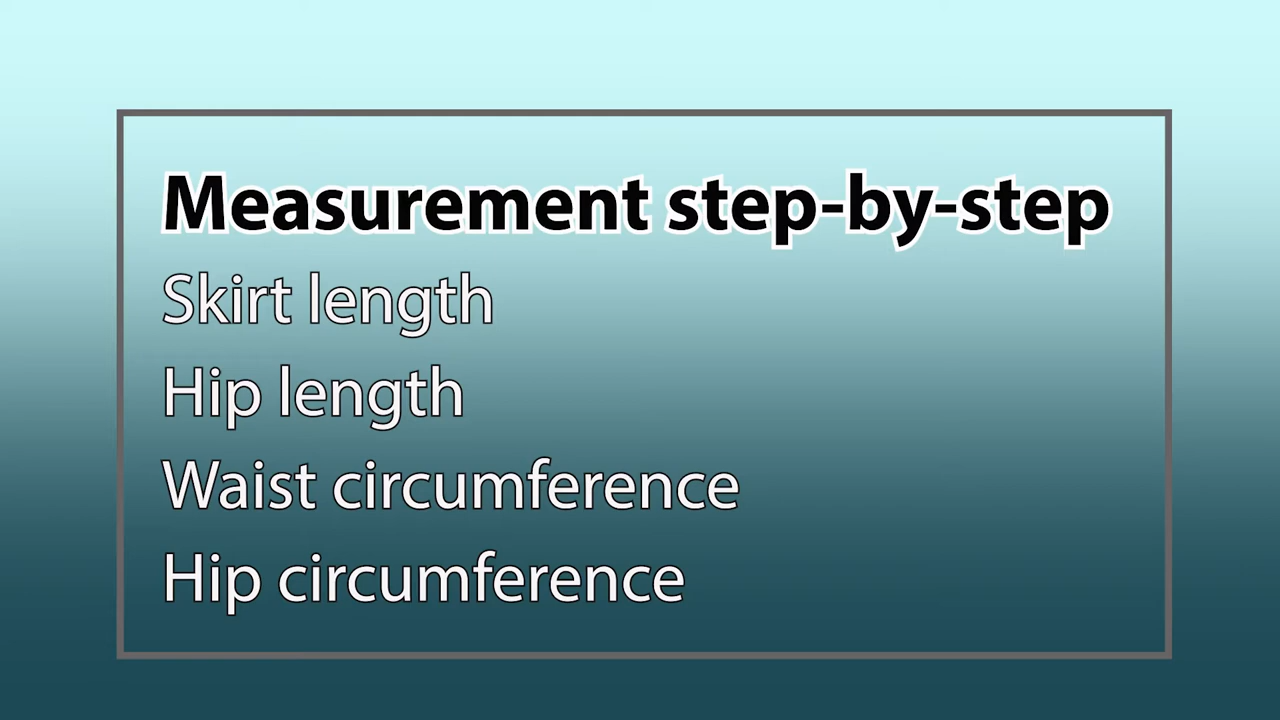 Measurement step-by-step
Skirt length
Hip length
Waist circumference
Hip circumference